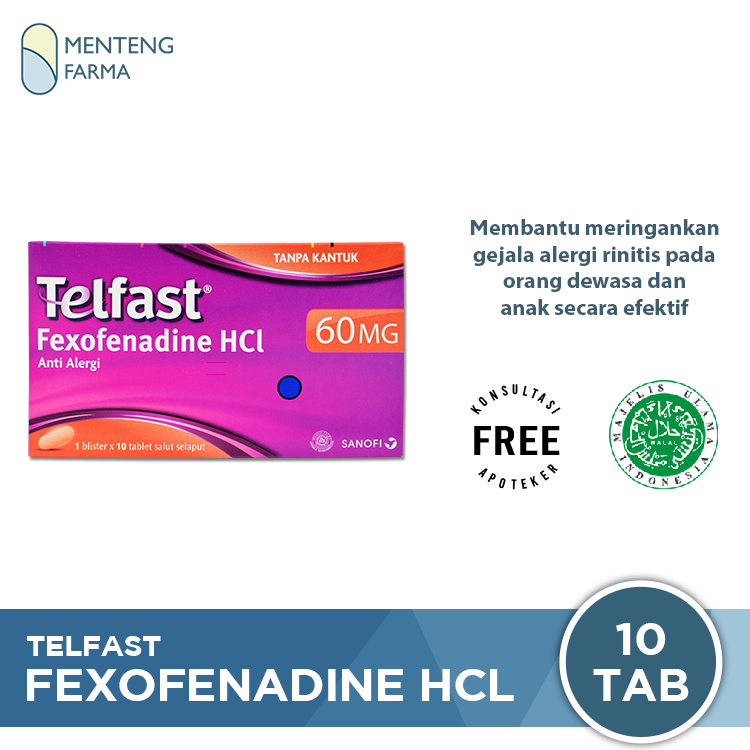 MENTENG
FARMA
TANPA KANTUK
Telfast®
Fexofenadine HCl
60MG
Anti Alergi
1 blister x 10 tablet salut selaput
SANOFI
Membantu meringankan
gejala alergi rinitis pada
orang dewasa dan
anak secara efektif
KONSULTASI
FREE
APOTEKER
MAJELIS ULAMA
حلال
HALAL
INDONESIA
TELFAST
FEXOFENADINE HCL
10
TAB